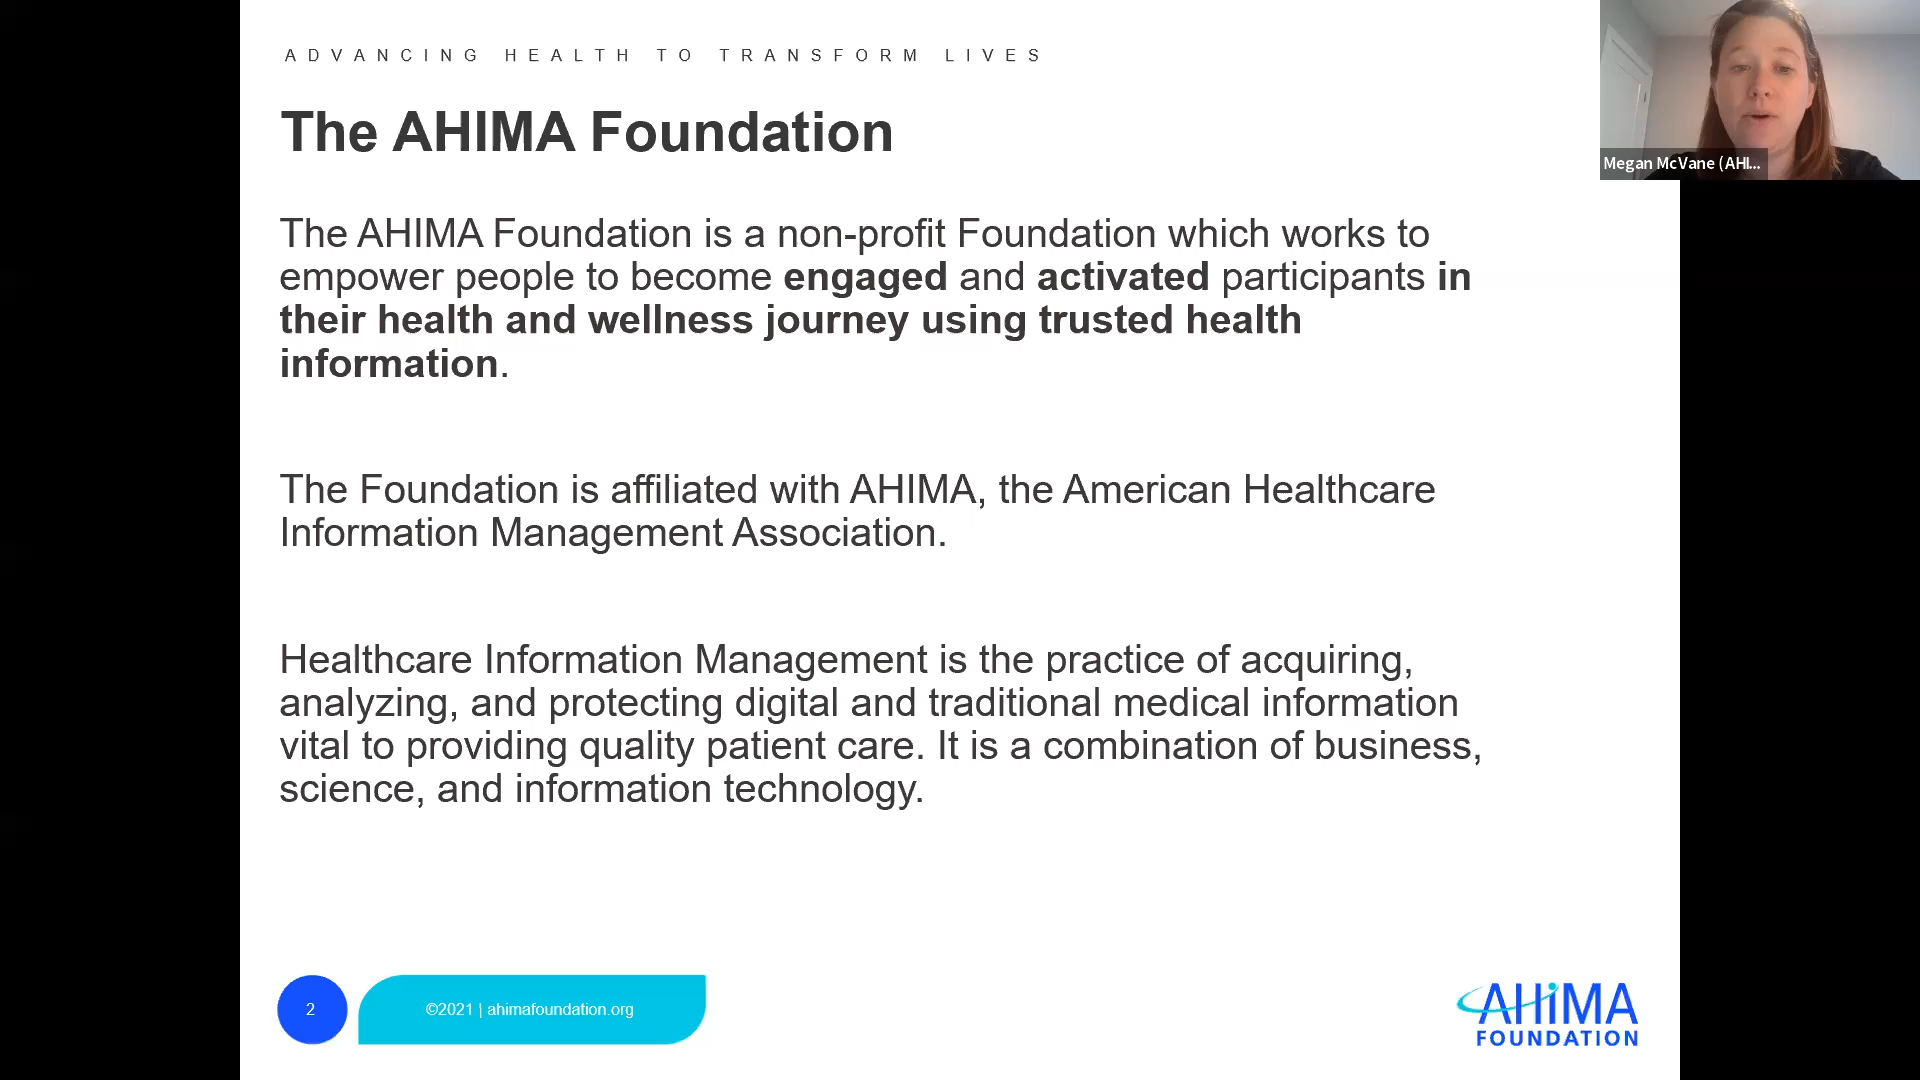 ADVANCING HEALTH TO TRANSFORM LIVES
The AHIMA Foundation
Megan McVane (AHI...
The AHIMA Foundation is a non-profit Foundation which works to
empower people to become engaged and activated participants in
their health and wellness journey using trusted health
information.
The Foundation is affiliated with AHIMA, the American Healthcare
Information Management Association.
Healthcare Information Management is the practice of acquiring,
analyzing, and protecting digital and traditional medical information
vital to providing quality patient care. It is a combination of business,
science, and information technology.
2
©2021 | ahimafoundation.org
AHiMA
FOUNDATION